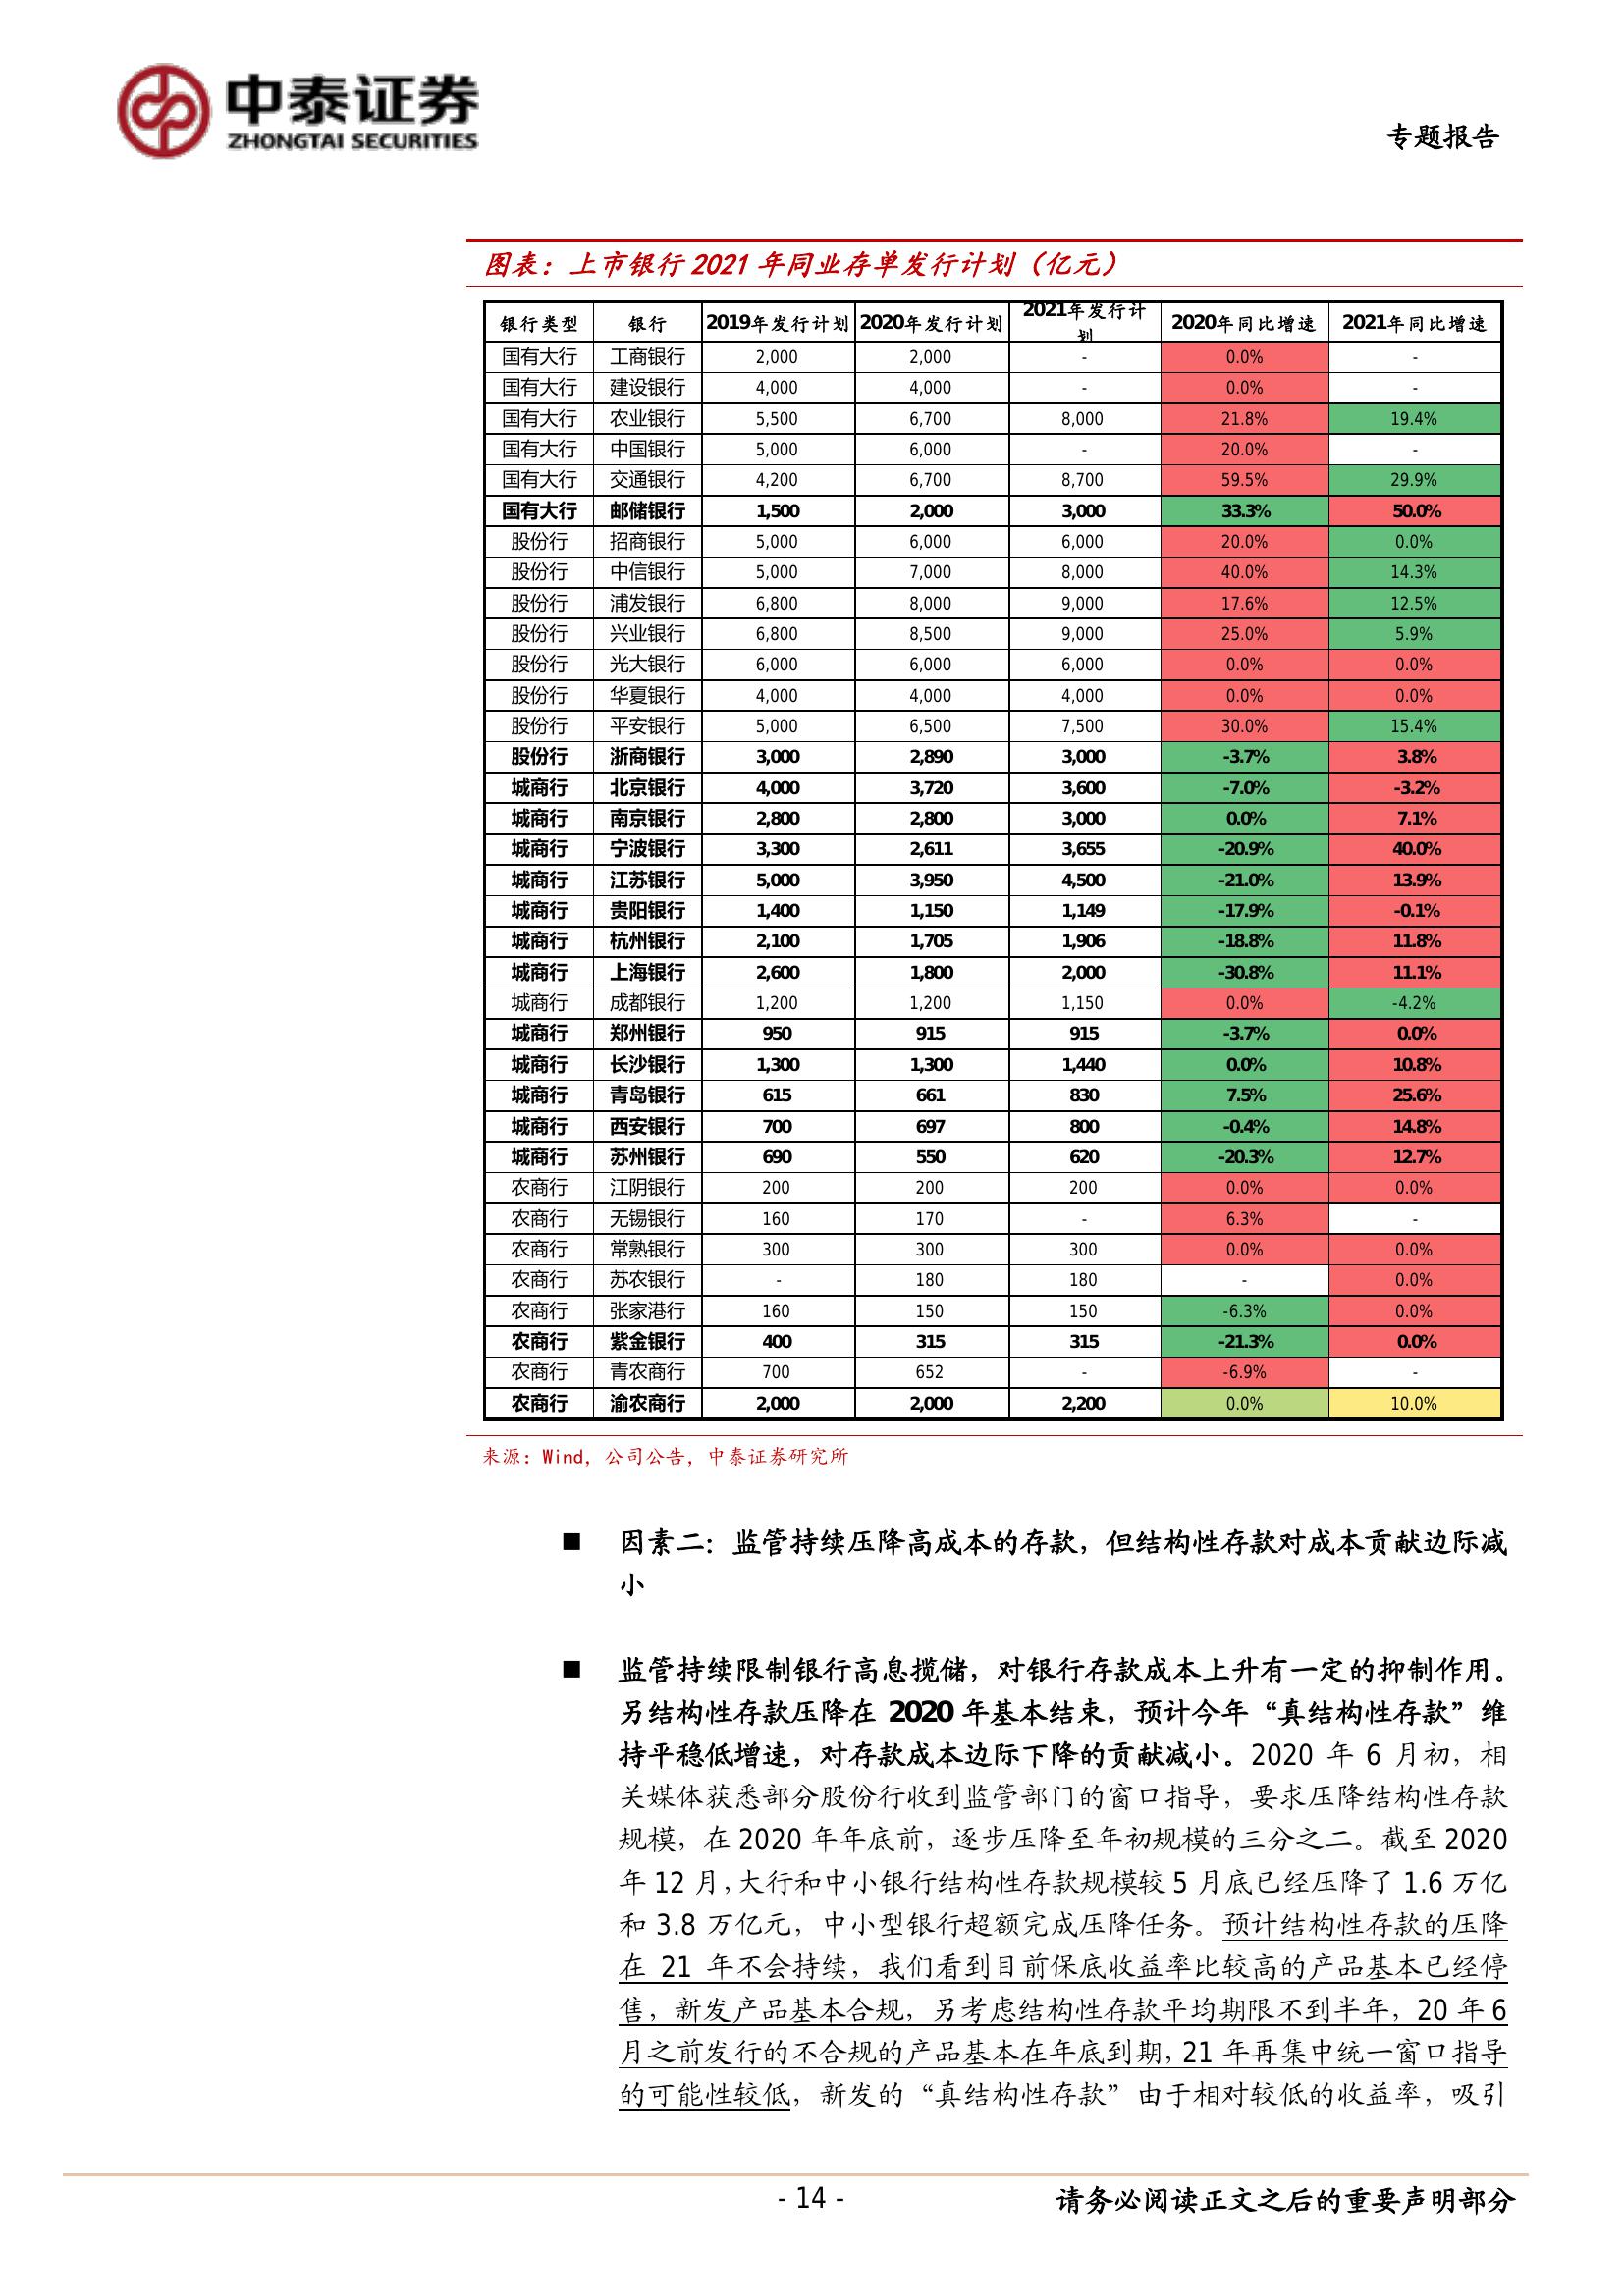 中泰证券
ZHONGTAI SECURITIES
专题报告
图表：上市银行 2021 年同业存单发行计划（亿元）
银行类型 银行 2019年发行计划 2020年发行计划 2021年发行计划 2020年同比增速 2021年同比增速
国有大行 工商银行 2,000 2,000 - 0.0% -
国有大行 建设银行 4,000 4,000 - 0.0% -
国有大行 农业银行 5,500 6,700 8,000 21.8% 19.4%
国有大行 中国银行 5,000 6,000 - 20.0% -
国有大行 交通银行 4,200 6,700 8,700 59.5% 29.9%
国有大行 邮储银行 1,500 2,000 3,000 33.3% 50.0%
股份行 招商银行 5,000 6,000 6,000 20.0% 0.0%
股份行 中信银行 5,000 7,000 8,000 40.0% 14.3%
股份行 浦发银行 6,800 8,000 9,000 17.6% 12.5%
股份行 兴业银行 6,800 8,500 9,000 25.0% 5.9%
股份行 光大银行 6,000 6,000 6,000 0.0% 0.0%
股份行 华夏银行 4,000 4,000 4,000 0.0% 0.0%
股份行 平安银行 5,000 6,500 7,500 30.0% 15.4%
股份行 浙商银行 3,000 2,890 3,000 -3.7% 3.8%
城商行 北京银行 4,000 3,720 3,600 -7.0% -3.2%
城商行 南京银行 2,800 2,800 3,000 0.0% 7.1%
城商行 宁波银行 3,300 2,611 3,655 -20.9% 40.0%
城商行 江苏银行 5,000 3,950 4,500 -21.0% 13.9%
城商行 贵阳银行 1,400 1,150 1,149 -17.9% -0.1%
城商行 杭州银行 2,100 1,705 1,906 -18.8% 11.8%
城商行 上海银行 2,600 1,800 2,000 -30.8% 11.1%
城商行 成都银行 1,200 1,200 1,150 0.0% -4.2%
城商行 郑州银行 950 915 915 -3.7% 0.0%
城商行 长沙银行 1,300 1,300 1,440 0.0% 10.8%
城商行 青岛银行 615 661 830 7.5% 25.6%
城商行 西安银行 700 697 800 -0.4% 14.8%
城商行 苏州银行 690 550 620 -20.3% 12.7%
农商行 江阴银行 200 200 200 0.0% 0.0%
农商行 无锡银行 160 170 - 6.3% -
农商行 常熟银行 300 300 300 0.0% 0.0%
农商行 苏农银行 - 180 180 - 0.0%
农商行 张家港行 160 150 150 -6.3% 0.0%
农商行 紫金银行 400 315 315 -21.3% 0.0%
农商行 青农商行 700 652 - -6.9% -
农商行 渝农商行 2,000 2,000 2,200 0.0% 10.0%
来源：Wind，公司公告，中泰证券研究所
■ 因素二：监管持续压降高成本的存款，但结构性存款对成本贡献边际减
小
■ 监管持续限制银行高息揽储，对银行存款成本上升有一定的抑制作用。
另结构性存款压降在 2020 年基本结束，预计今年“真结构性存款”维
持平稳低增速，对存款成本边际下降的贡献减小。2020 年 6 月初，相
关媒体获悉部分股份行收到监管部门的窗口指导，要求压降结构性存款
规模，在 2020 年年底前，逐步压降至年初规模的三分之二。截至 2020
年 12 月，大行和中小银行结构性存款规模较 5 月底已经压降了 1.6 万亿
和 3.8 万亿元，中小型银行超额完成压降任务。预计结构性存款的压降
在 21 年不会持续，我们看到目前保底收益率比较高的产品基本已经停
售，新发产品基本合规，另考虑结构性存款平均期限不到半年，20 年 6
月之前发行的不合规的产品基本在年底到期，21 年再集中统一窗口指导
的可能性较低，新发的“真结构性存款”由于相对较低的收益率，吸引
- 14 -
请务必阅读正文之后的重要声明部分